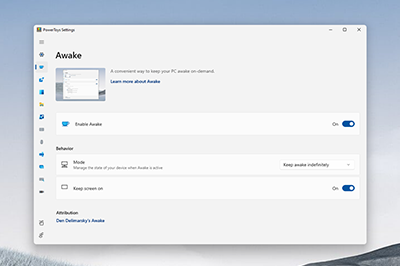 PowerToys Settings
Awake
A convenient way to keep your PC awake on-demand.
Learn more about Awake
Enable Awake
On
Behavior
Mode
Manage the state of your device when Awake is active
Keep awake indefinitely
Keep screen on
On
Attribution
Den Delimarsky's Awake